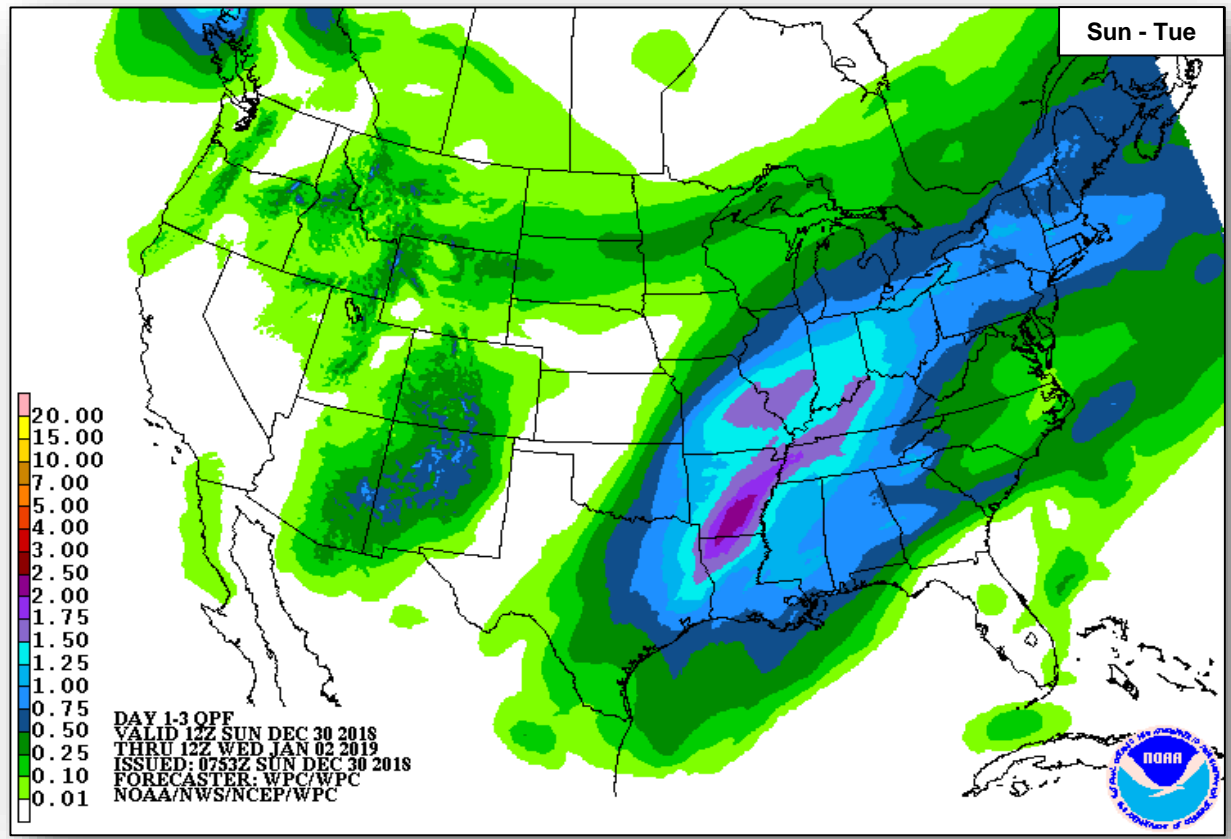 Sun - Tue
20.00
15.00
10.00
7.00
5.00
4.00
3.00
2.50
2.00
1.75
1.50
1.25
1.00
0.75
0.50
0.25
0.10
0.01
DAY 1-3 QPF
VALID 12Z SUN DEC 30 2018
THRU 12Z WED JAN 02 2019
ISSUED: 0753Z SUN DEC 30 2018
FORECASTER: WPC/WPC
NOAA/NWS/NCEP/WPC
NOAA